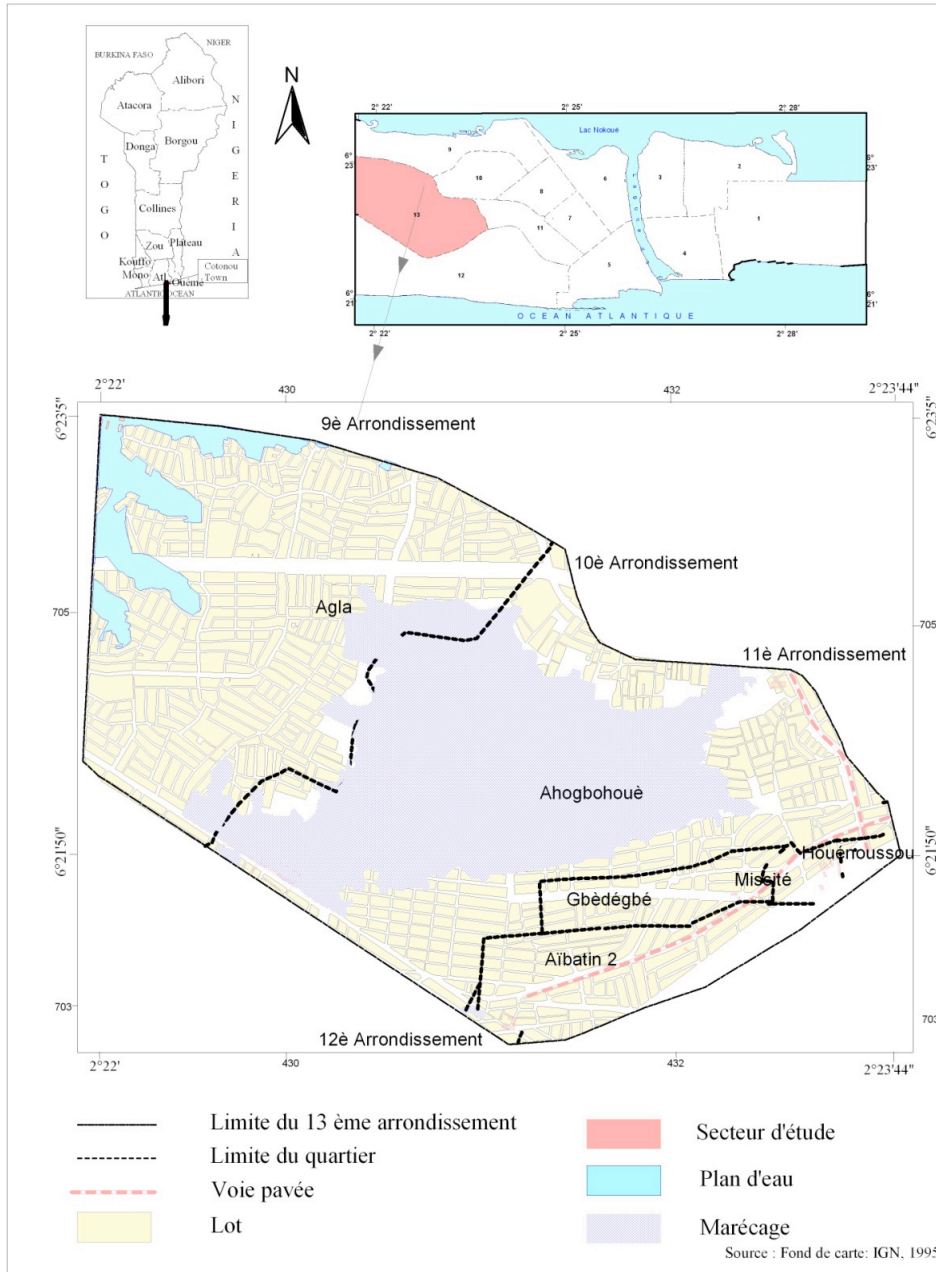 BURKINA FASO
NIGER
Alibori
Atacora
Donga
Borgou
TOGO
NIGERIA
Collines
Zou
Plateau
Kouffo
Mono
Atl
Ouémé
Cotonou
Town
ATLANTIC OCEAN
N
2° 22'
2° 25'
2° 28'
6° 23'
6° 23'
Lac Nokoué
9
10
8
6
3
2
13
7
11
1
12
5
4
6° 21'
6° 21'
OCEAN ATLANTIQUE
2° 22'
2° 25'
2° 28'
2°22'
430
432
2°23'44"
6°23'5"
6°23'5"
9è Arrondissement
10è Arrondissement
705
Agla
705
11è Arrondissement
Ahogbohouè
6°21'50"
6°21'50"
Houénoussou
Missité
Gbèdégbé
Aïbatin 2
703
703
12è Arrondissement
2°22'
430
432
2°23'44"
Limite du 13 ème arrondissement
Limite du quartier
Voie pavée
Lot
Secteur d'étude
Plan d'eau
Marécage
Source : Fond de carte: IGN, 1995